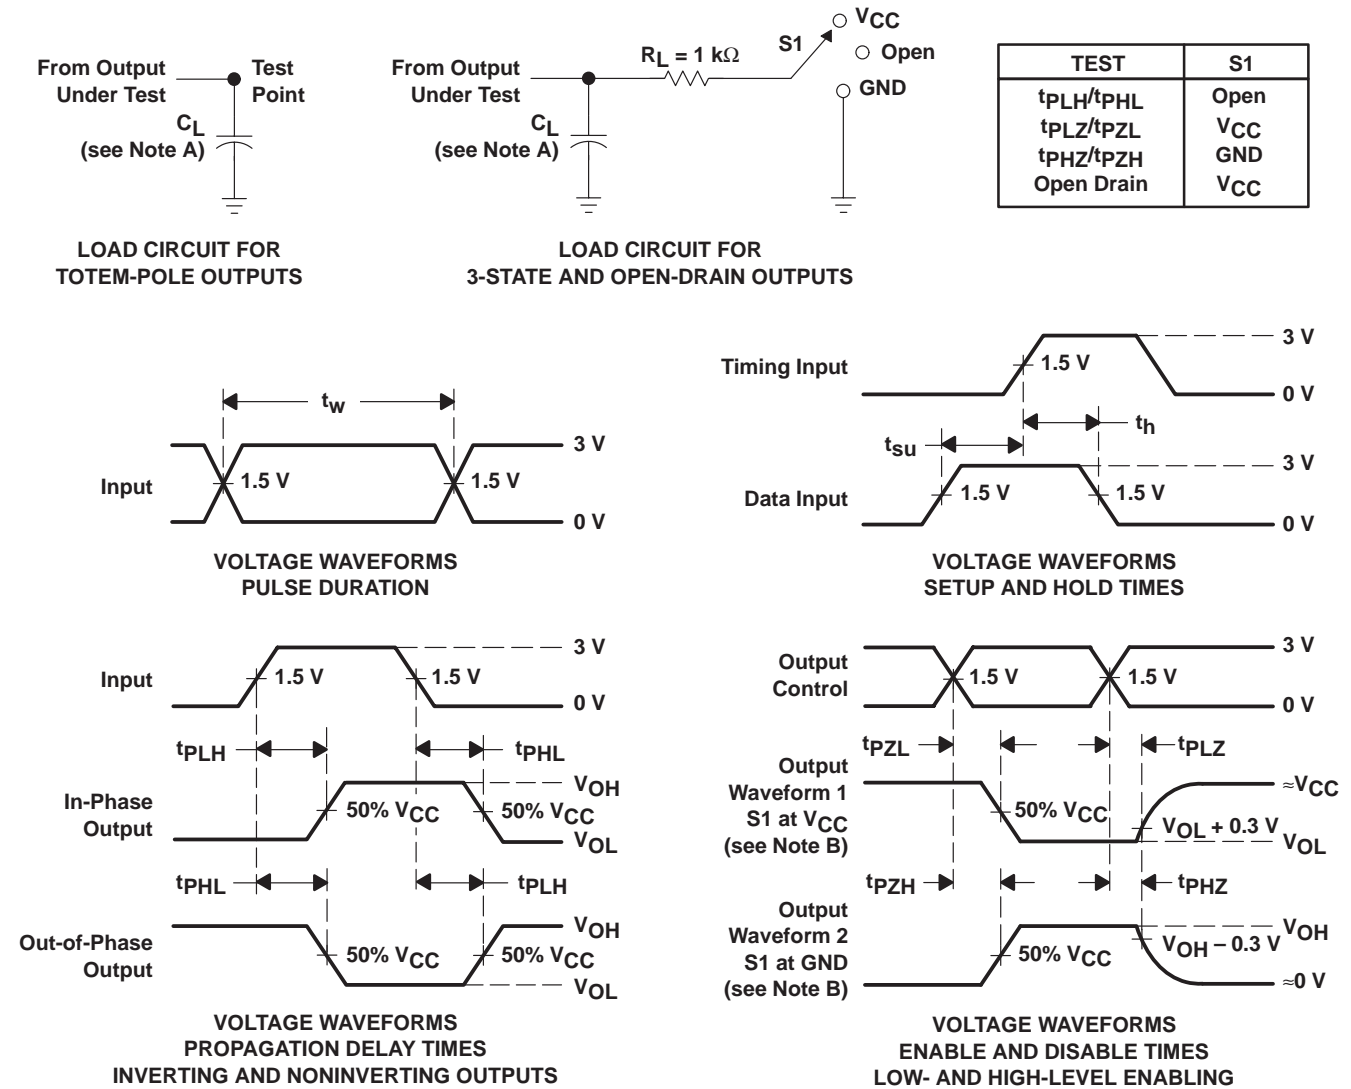 From Output
Under Test
Test
Point
CL
(see Note A)
LOAD CIRCUIT FOR
TOTEM-POLE OUTPUTS
From Output
Under Test
CL
(see Note A)
RL = 1 kΩ
S1
VCC
Open
GND
LOAD CIRCUIT FOR
3-STATE AND OPEN-DRAIN OUTPUTS
TEST S1
tPLH/tPHL Open
tPLZ/tPZL VCC
tPHZ/tPZH GND
Open Drain VCC
tw
Input
1.5 V
1.5 V
3 V
0 V
VOLTAGE WAVEFORMS
PULSE DURATION
Timing Input
1.5 V
3 V
0 V
th
tsu
Data Input
1.5 V
1.5 V
3 V
0 V
VOLTAGE WAVEFORMS
SETUP AND HOLD TIMES
Input
1.5 V
1.5 V
3 V
0 V
tPLH
tPHL
In-Phase
Output
50% VCC
50% VCC
VOH
VOL
tPHL
tPLH
Out-of-Phase
Output
50% VCC
50% VCC
VOH
VOL
VOLTAGE WAVEFORMS
PROPAGATION DELAY TIMES
INVERTING AND NONINVERTING OUTPUTS
Output
Control
1.5 V
1.5 V
3 V
0 V
tPZL
tPLZ
Output
Waveform 1
S1 at VCC
(see Note B)
50% VCC
VOL + 0.3 V
≈VCC
VOL
tPZH
tPHZ
Output
Waveform 2
S1 at GND
(see Note B)
50% VCC
VOH – 0.3 V
VOH
≈0 V
VOLTAGE WAVEFORMS
ENABLE AND DISABLE TIMES
LOW- AND HIGH-LEVEL ENABLING